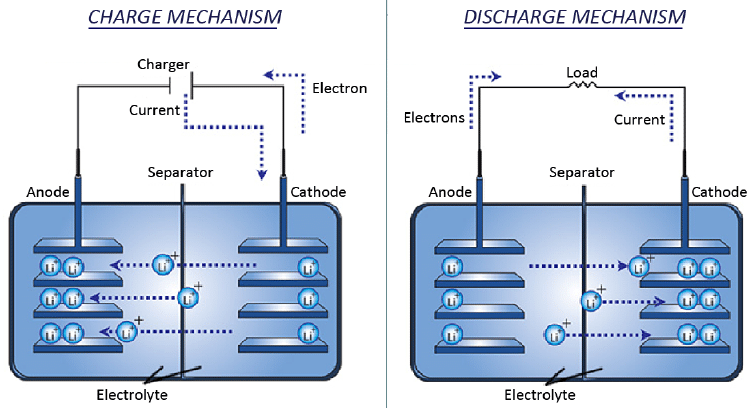 CHARGE MECHANISM
Charger
Electron
Current
Separator
Anode
Cathode
Li+ Li+
Li+
+
Li+
Li+ Li+
Li+
+
Li+
Li+ Li+
Li+
+
Li+
Electrolyte
DISCHARGE MECHANISM
Load
Electrons
Current
Separator
Anode
Cathode
Li+
Li+
+
Li+ Li+
Li+
Li+
+
Li+ Li+
Li+
Li+
+
Li+ Li+
Electrolyte